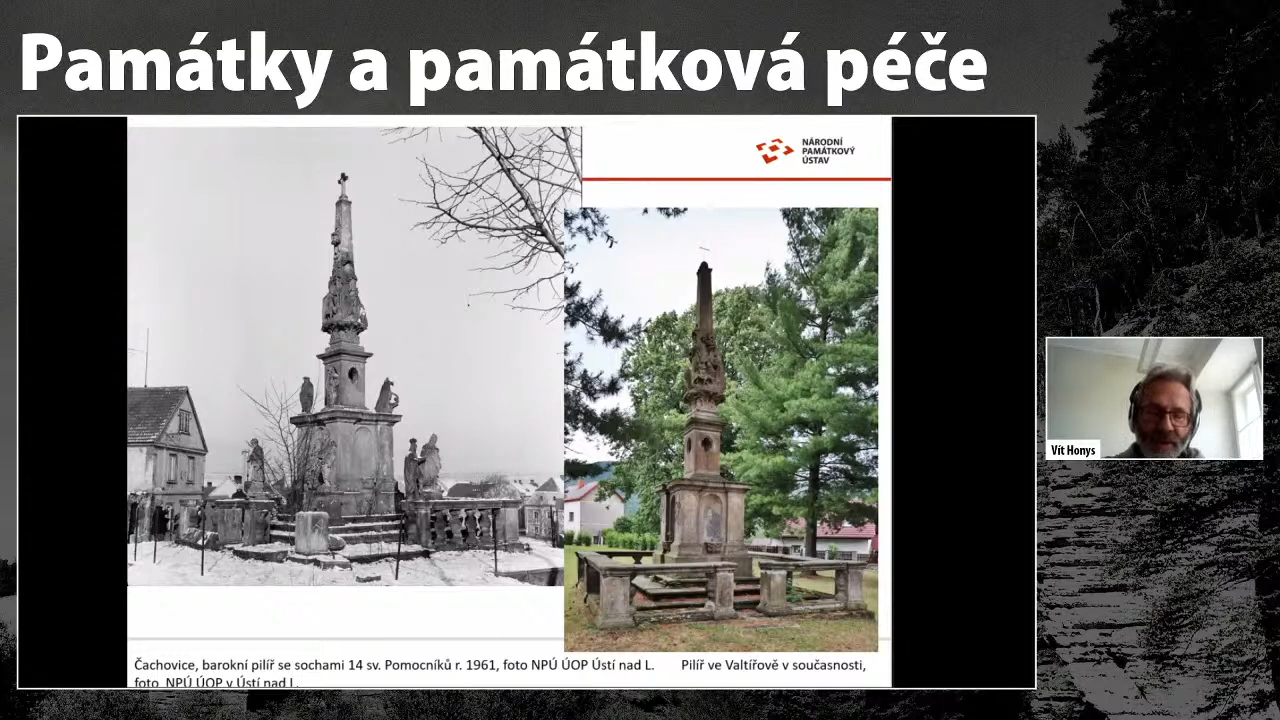 Památky a památková péče
NÁRODNÍ
PAMÁTKOVÝ
ÚSTAV
Vít Honys
Čachovice, barokní pilíř se sochami 14 sv. Pomocníků r. 1961, foto NPÚ ÚOP Ústí nad L.
Pilíř ve Valtířově v současnosti,
foto NPÚ ÚOP v Ústí nad L.